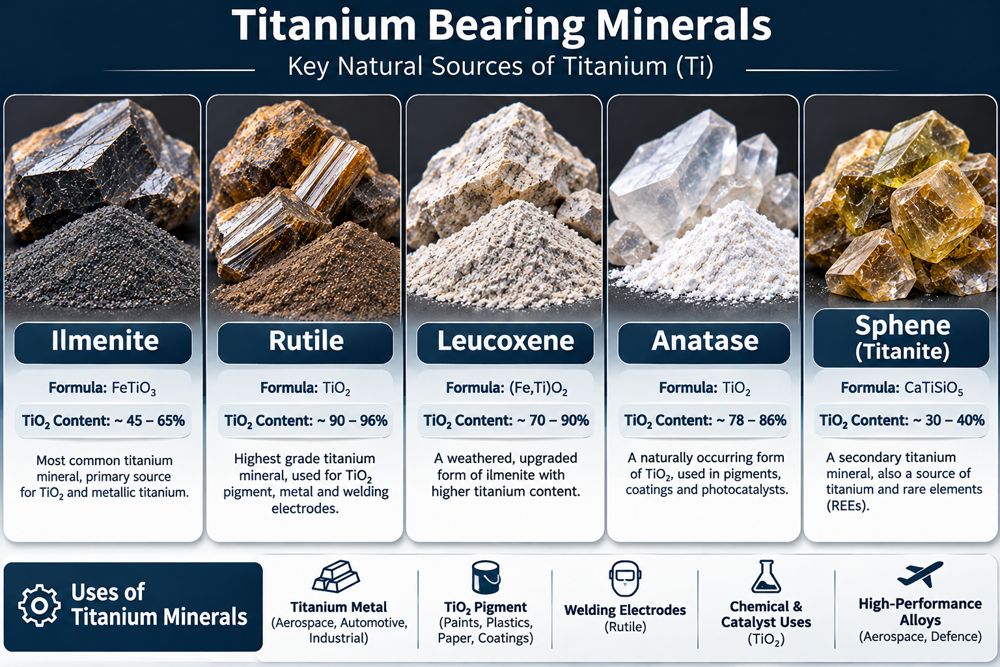 Titanium Bearing Minerals
Key Natural Sources of Titanium (Ti)
Ilmenite
Formula: FeTiO₃
TiO₂ Content: ~ 45 – 65%
Most common titanium
mineral, primary source
for TiO₂ and metallic titanium.
Rutile
Formula: TiO₂
TiO₂ Content: ~ 90 – 96%
Highest grade titanium
mineral, used for TiO₂
pigment, metal and welding
electrodes.
Leucoxene
Formula: (Fe,Ti)O₂
TiO₂ Content: ~ 70 – 90%
A weathered, upgraded
form of ilmenite with
higher titanium content.
Anatase
Formula: TiO₂
TiO₂ Content: ~ 78 – 86%
A naturally occurring form
of TiO₂, used in pigments,
coatings and photocatalysts.
Sphene
(Titanite)
Formula: CaTiSiO₅
TiO₂ Content: ~ 30 – 40%
A secondary titanium
mineral, also a source of
titanium and rare elements
(REEs).
Uses of
Titanium Minerals
Titanium Metal
(Aerospace, Automotive,
Industrial)
TiO₂ Pigment
(Paints, Plastics,
Paper, Coatings)
Welding Electrodes
(Rutile)
Chemical &
Catalyst Uses
(TiO₂)
High-Performance
Alloys
(Aerospace, Defence)